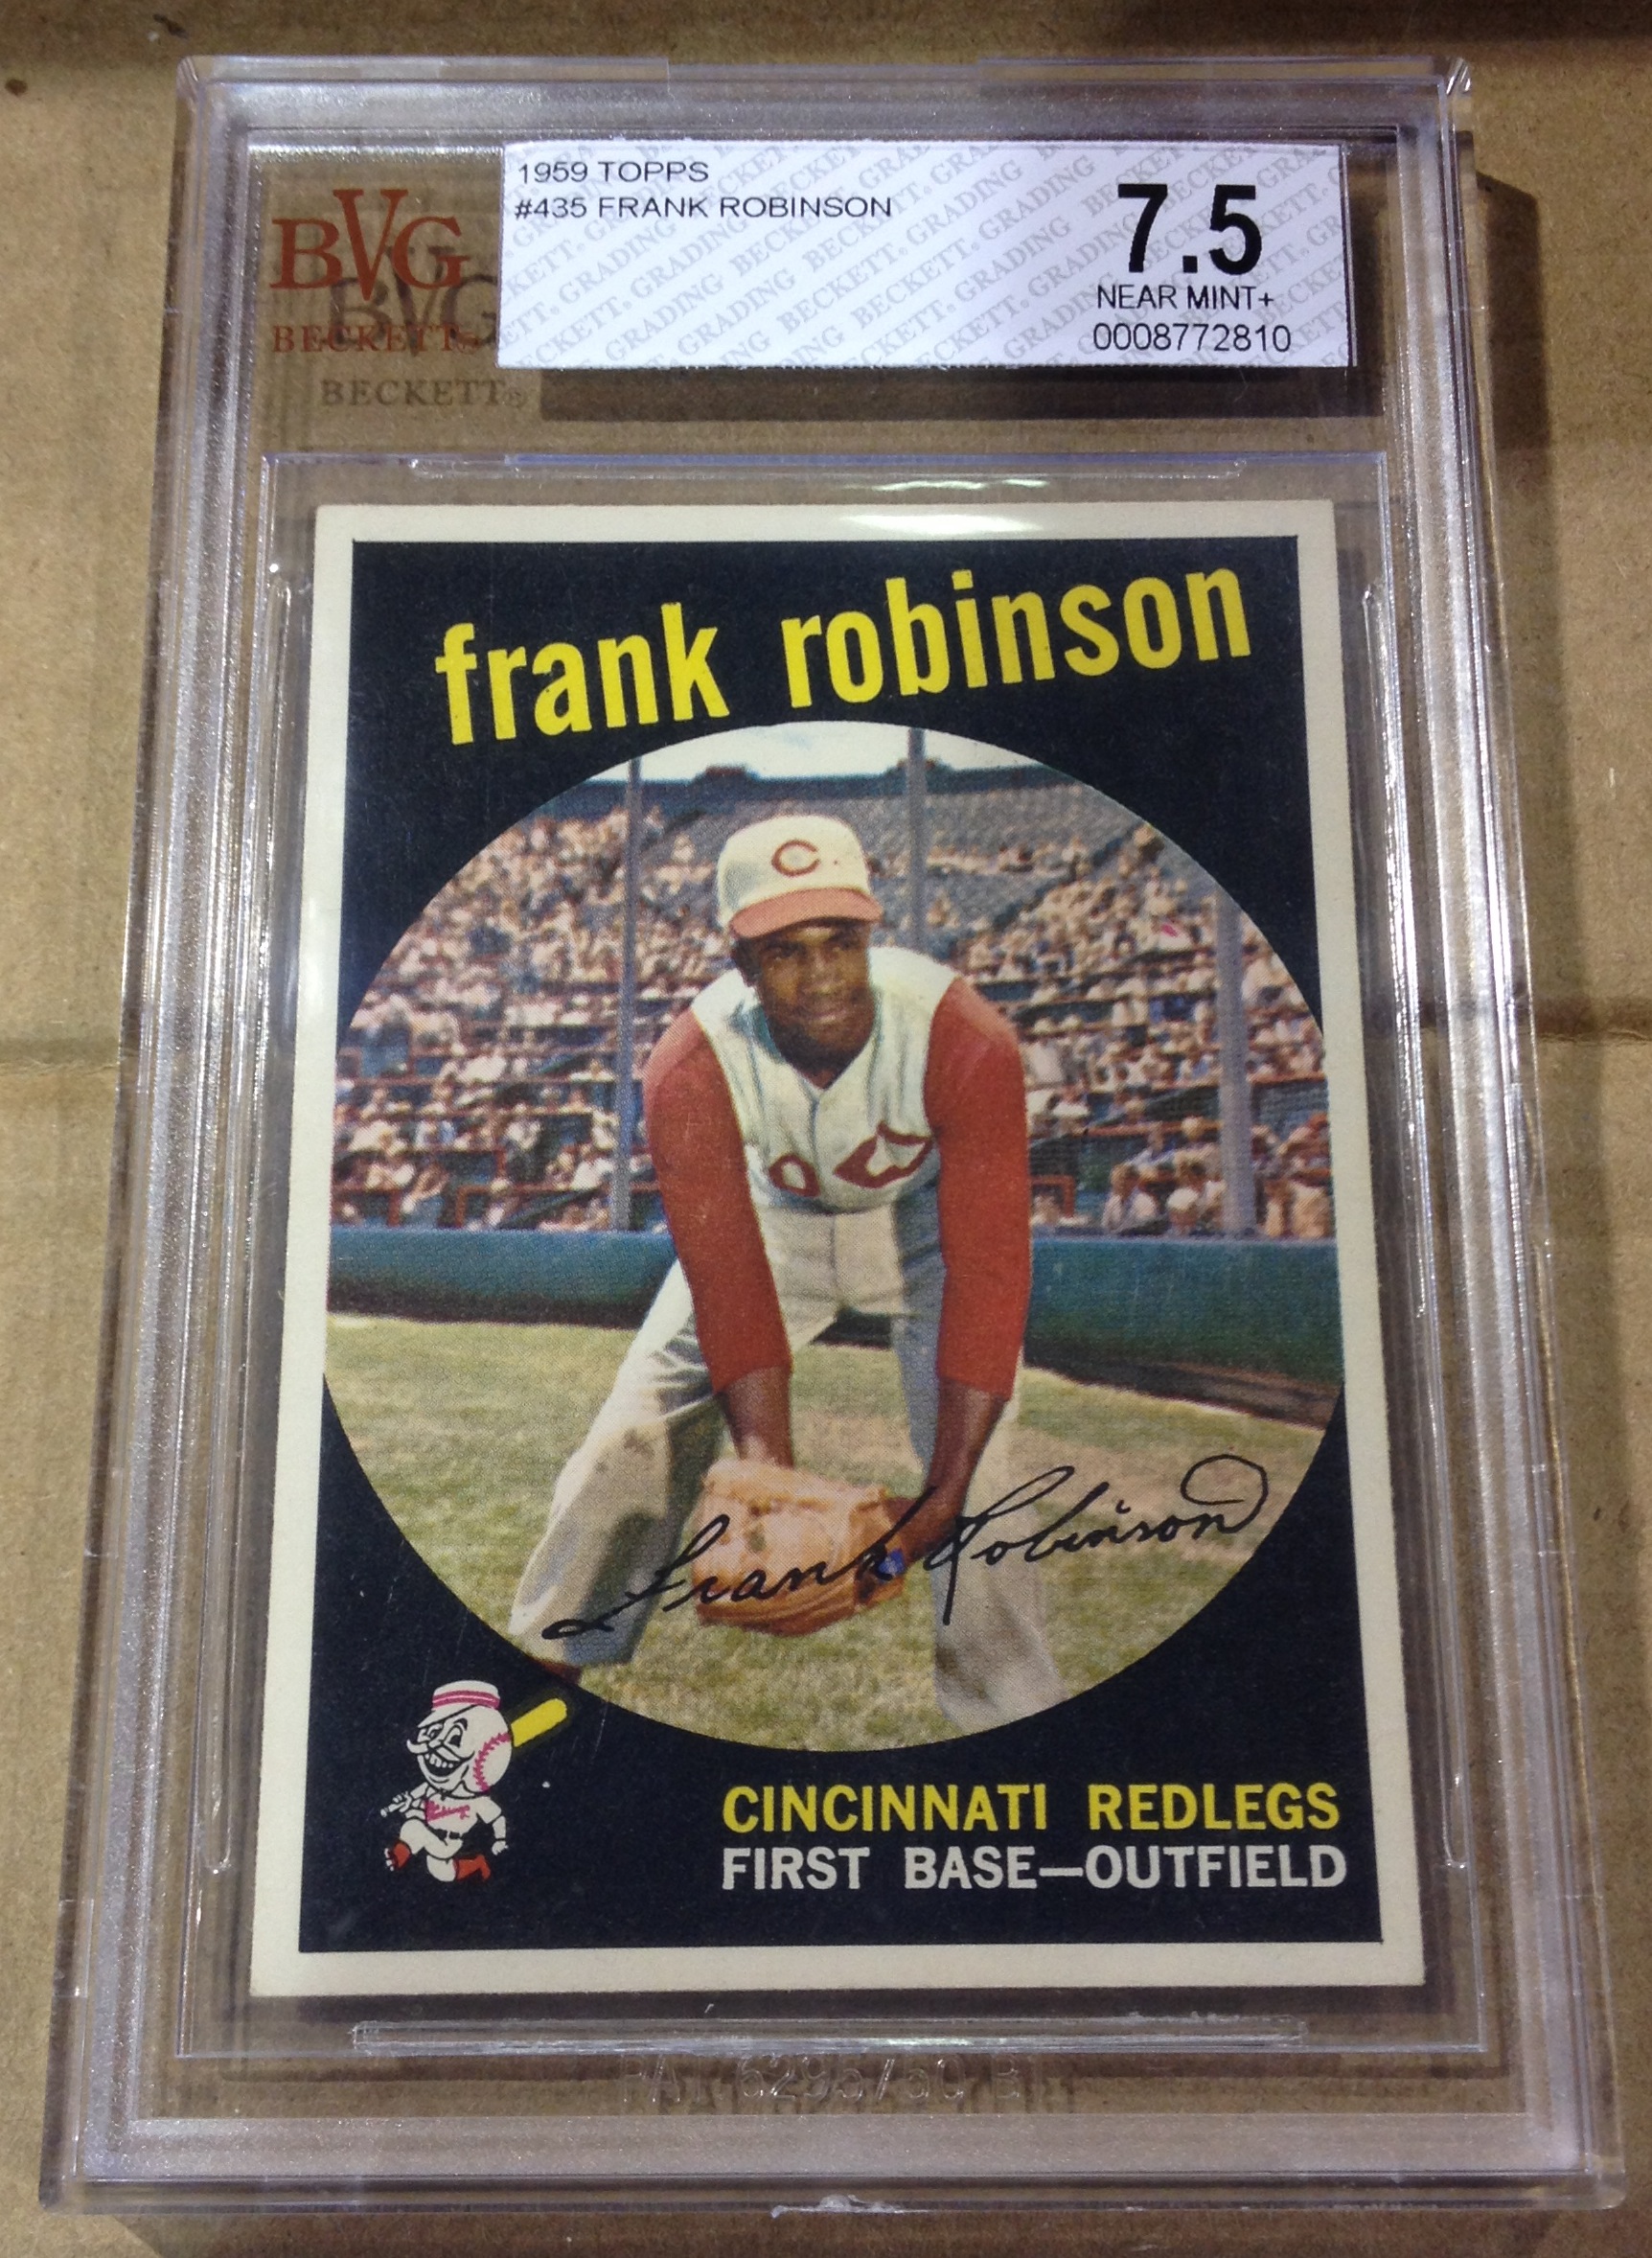 1959 TOPPS
#435 FRANK ROBINSON
7.5
NEAR MINT+
0008772810
BVG
BECKETT®
frank robinson
C
Frank Robinson
CINCINNATI REDLEGS
FIRST BASE—OUTFIELD